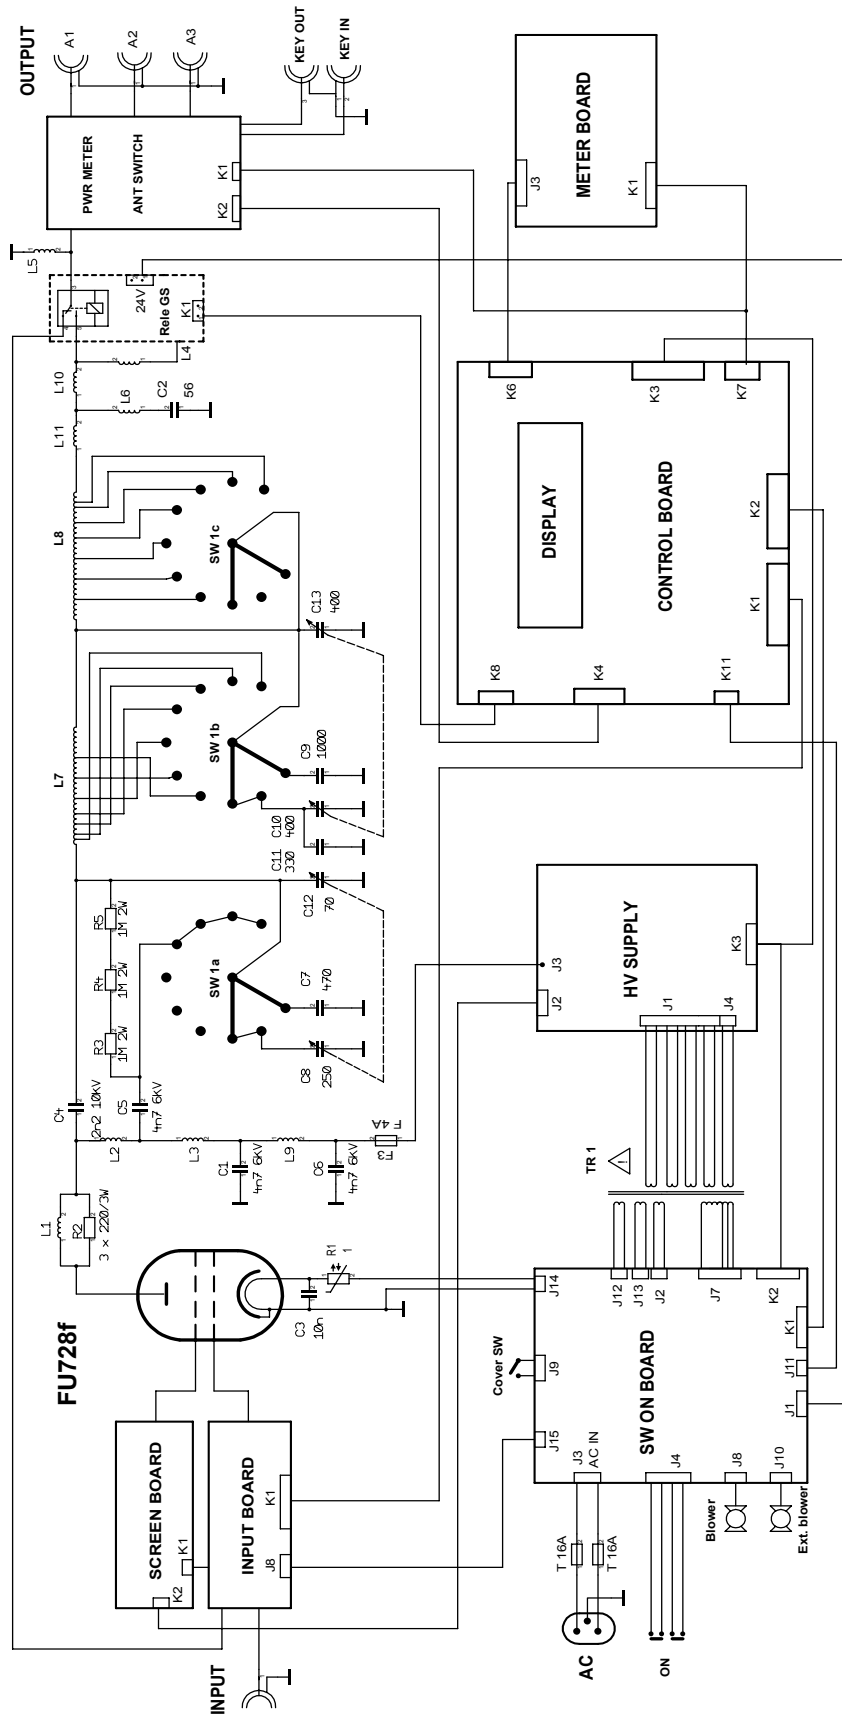 OUTPUT
A1
A2
A3
KEY OUT
KEY IN
3
1
2
PWR METER
ANT SWITCH
K1
K2
L5
24V
Rele GS
K1
L4
L10
L6
C2
56
L11
L8
SW1c
C13
400
L7
SW1b
C9
1000
C10
400
C11
330
C12
70
R5
1M 2W
R4
1M 2W
R3
1M 2W
SW1a
C7
470
C8
250
C4
2n2 10KV
C5
4n7 6KV
L2
L3
C1
4n7 6KV
L9
C6
4n7 6KV
F3
F 4A
L1
R2
3 x 220/3W
FU728f
C3
10n
R1
1
SCREEN BOARD
K2
K1
INPUT BOARD
J8
K1
INPUT
METER BOARD
J3
K1
CONTROL BOARD
DISPLAY
K6
K3
K7
K2
K1
K8
K4
K11
HV SUPPLY
J3
J2
J1
J4
K3
TR 1
!
SW ON BOARD
J14
J9
J15
Cover SW
J12
J13
J2
J7
K2
K1
J11
J1
J3
AC IN
J4
J8
J10
Blower
Ext. blower
T 16A
T 16A
AC
ON